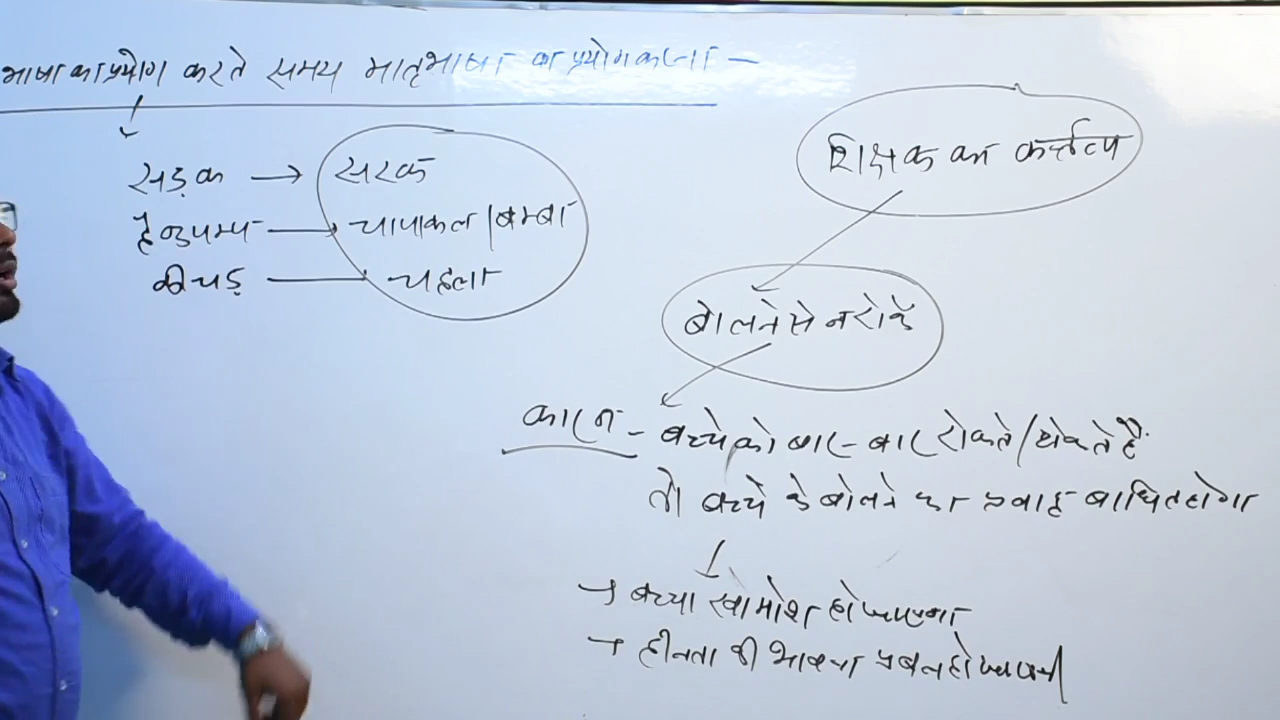 भाषा का प्रयोग करते समय मातृभाषा का प्रयोग करना –
सड़क → सरक
हैण्डपम्प → चापाकल / बम्बा
कीचड़ → चहला
शिक्षक का कर्त्तव्य
बोलने से न रोकें
कारण – बच्चे को बार-बार रोकते / टोकते हैं
तो बच्चे के बोलने का प्रवाह बाधित होगा
→ बच्चा खामोश हो जाएगा
→ हीनता की भावना प्रबल हो जाएगी